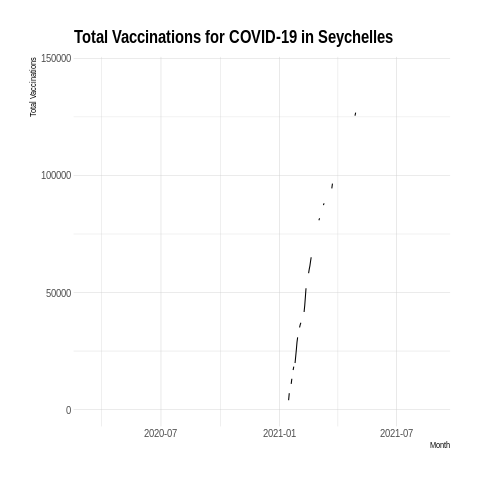 Total Vaccinations for COVID-19 in Seychelles
Total Vaccinations
150000
100000
50000
0
2020-07 2021-01 2021-07
Month